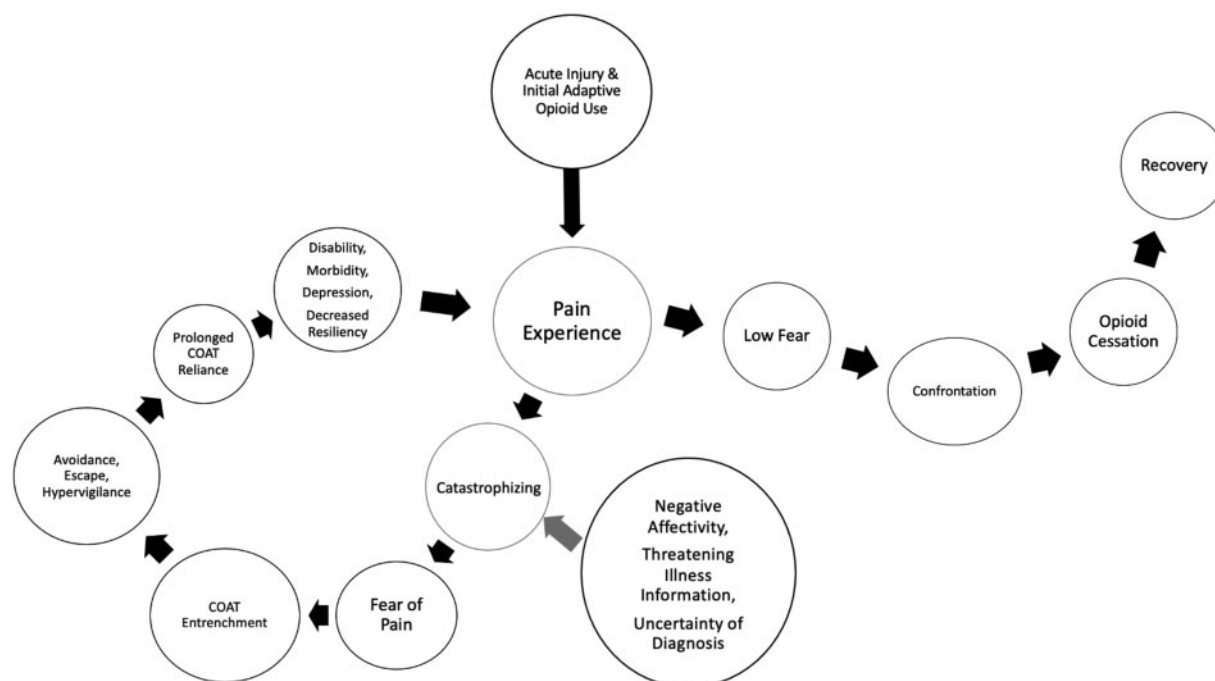 Acute Injury &
Initial Adaptive
Opioid Use
Recovery
Disability,
Morbidity,
Depression,
Decreased
Resiliency
Pain
Experience
Low Fear
Opioid
Cessation
Prolonged
COAT
Reliance
Confrontation
Avoidance,
Escape,
Hypervigilance
Catastrophizing
Negative
Affectivity,
Threatening
Illness
Information,
Uncertainty of
Diagnosis
COAT
Entrenchment
Fear of
Pain